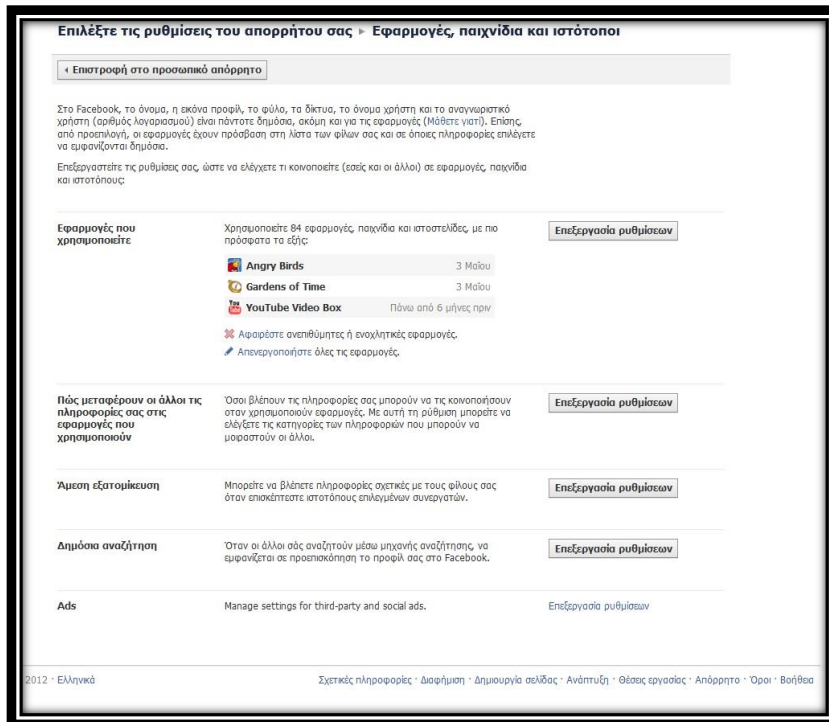 Επιλέξτε τις ρυθμίσεις του απορρήτου σας ▸ Εφαρμογές, παιχνίδια και ιστότοποι
Επιστροφή στο προσωπικό απόρρητο
Στο Facebook, το όνομα, η εικόνα προφίλ, το φύλο, τα δίκτυα, το όνομα χρήστη και το αναγνωριστικό
χρήστη (αριθμός λογαριασμού) είναι πάντοτε δημόσια, ακόμη και για τις εφαρμογές (Μάθετε γιατί). Επίσης,
από προεπιλογή, οι εφαρμογές έχουν πρόσβαση στη λίστα των φίλων σας και σε όποιες πληροφορίες επιλέγετε
να εμφανίζονται δημόσια.
Επεξεργαστείτε τις ρυθμίσεις σας, ώστε να ελέγχετε τι κοινοποιείτε (εσείς και οι άλλοι) σε εφαρμογές, παιχνίδια
και ιστοτόπους:
Εφαρμογές που
χρησιμοποιείτε
Χρησιμοποιείτε 84 εφαρμογές, παιχνίδια και ιστοσελίδες, με πιο
πρόσφατα τα εξής:
Επεξεργασία ρυθμίσεων
Angry Birds 3 Μαΐου
Gardens of Time 3 Μαΐου
You Tube YouTube Video Box Πάνω από 6 μήνες πριν
Αφαιρέστε ανεπιθύμητες ή ενοχλητικές εφαρμογές.
Απενεργοποιήστε όλες τις εφαρμογές.
Πώς μεταφέρουν οι άλλοι τις
πληροφορίες σας στις
εφαρμογές που
χρησιμοποιούν
Όσοι βλέπουν τις πληροφορίες σας μπορούν να τις κοινοποιήσουν
οταν χρησιμοποιούν εφαρμογές. Με αυτή τη ρύθμιση μπορείτε να
ελέγξετε τις κατηγορίες των πληροφοριών που μπορούν να
μοιραστούν οι άλλοι.
Επεξεργασία ρυθμίσεων
Άμεση εξατομίκευση
Μπορείτε να βλέπετε πληροφορίες σχετικές με τους φίλους σας
όταν επισκέπτεστε ιστοτόπους επιλεγμένων συνεργατών.
Επεξεργασία ρυθμίσεων
Δημόσια αναζήτηση
Όταν οι άλλοι σάς αναζητούν μέσω μηχανής αναζήτησης, να
εμφανίζεται σε προεπισκόπηση το προφίλ σας στο Facebook.
Επεξεργασία ρυθμίσεων
Ads
Manage settings for third-party and social ads.
Επεξεργασία ρυθμίσεων
2012 · Ελληνικά
Σχετικές πληροφορίες · Διαφήμιση · Δημιουργία σελίδας · Ανάπτυξη · Θέσεις εργασίας · Απόρρητο · Όροι · Βοήθεια